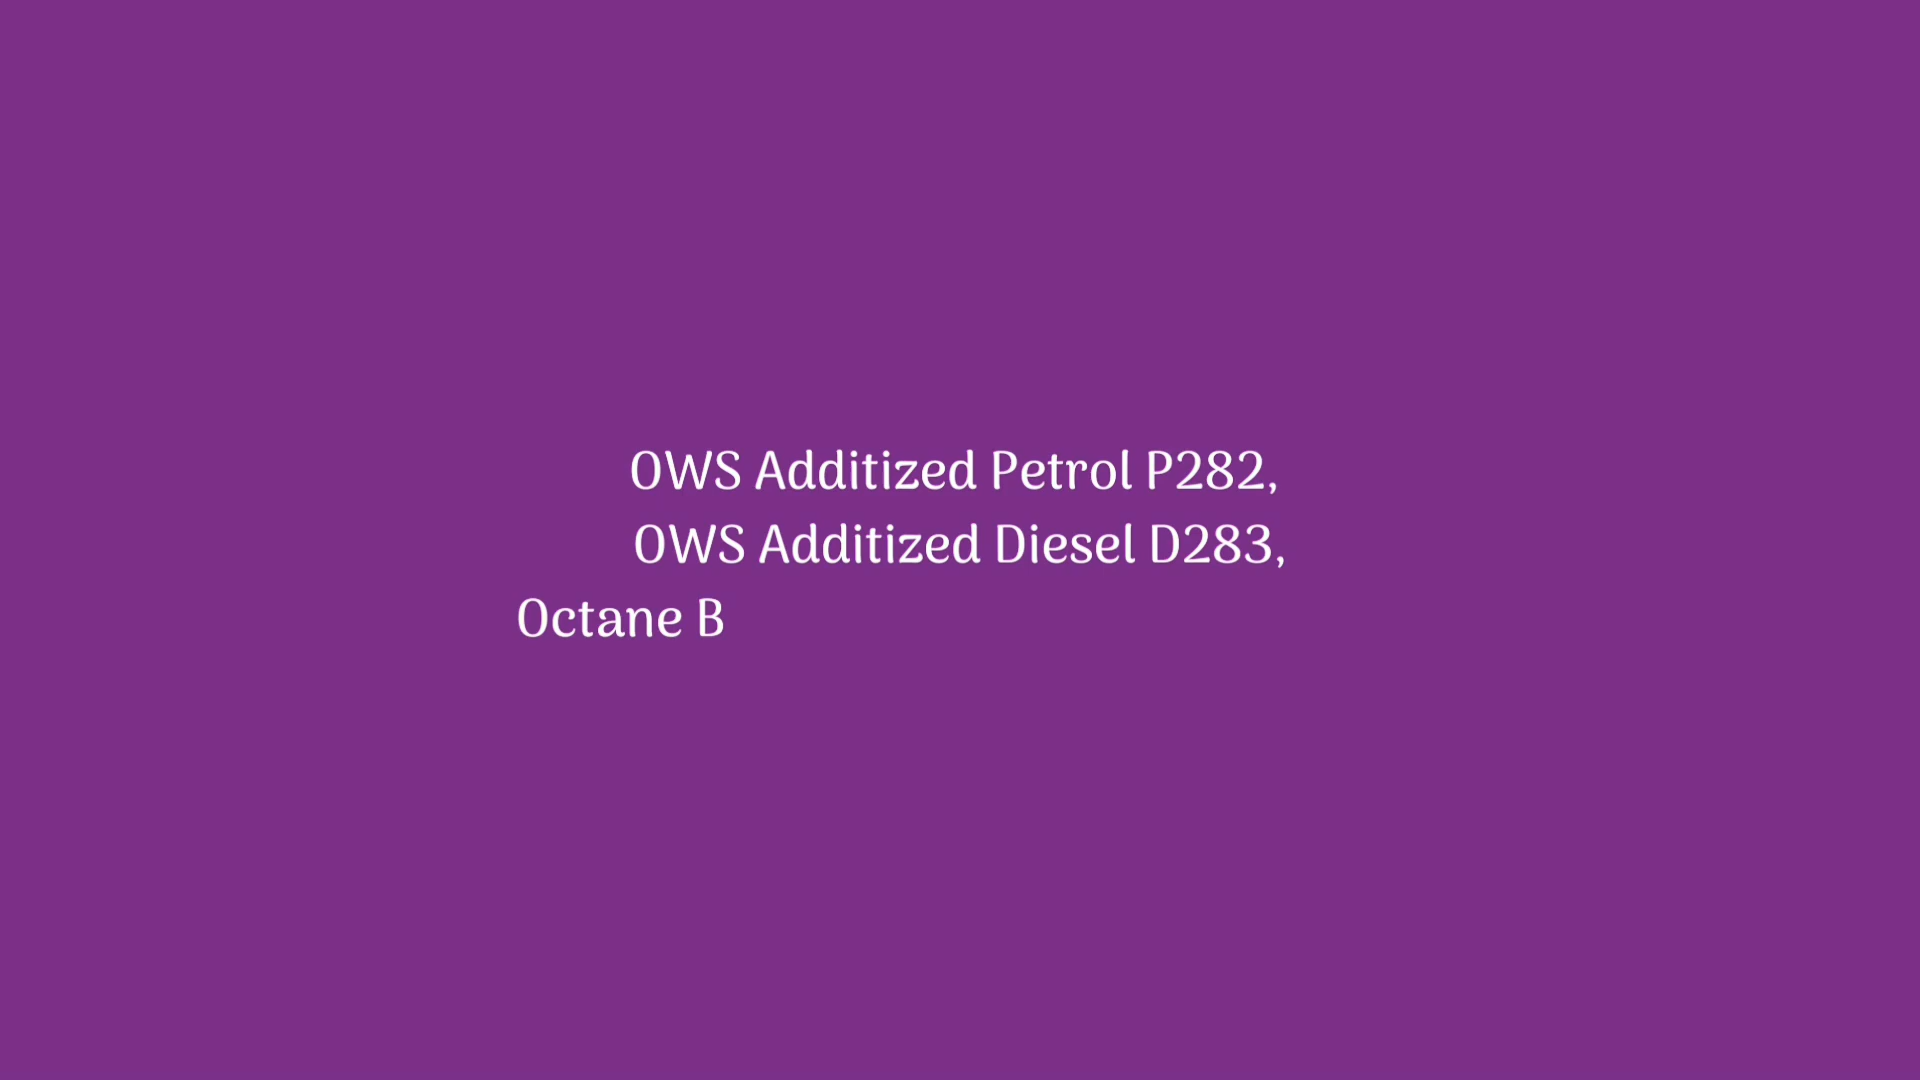 OWS Additized Petrol P282,
OWS Additized Diesel D283,
Octane B